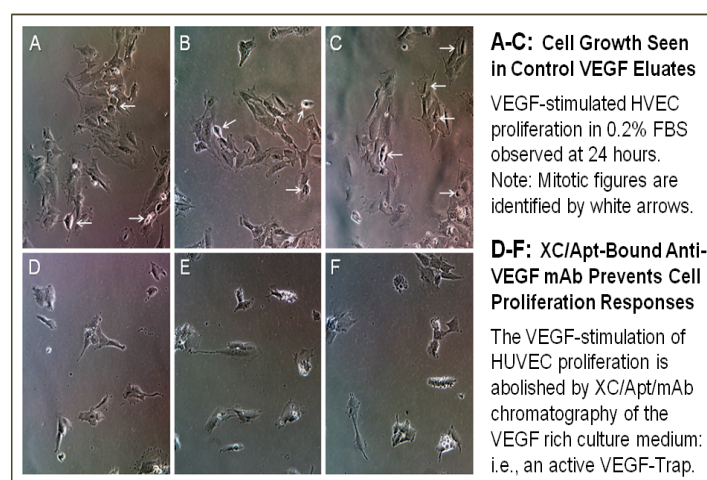 A
B
C
D
E
F
A-C: Cell Growth Seen
in Control VEGF Eluates
VEGF-stimulated HVEC
proliferation in 0.2% FBS
observed at 24 hours.
Note: Mitotic figures are
identified by white arrows.
D-F: XC/Apt-Bound Anti-
VEGF mAb Prevents Cell
Proliferation Responses
The VEGF-stimulation of
HUVEC proliferation is
abolished by XC/Apt/mAb
chromatography of the
VEGF rich culture medium:
i.e., an active VEGF-Trap.